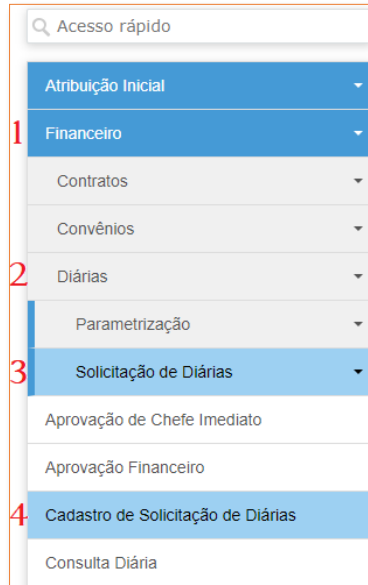 Acesso rápido
Atribuição Inicial
1 Financeiro
Contratos
Convênios
2 Diárias
Parametrização
3 Solicitação de Diárias
Aprovação de Chefe Imediato
Aprovação Financeiro
4 Cadastro de Solicitação de Diárias
Consulta Diária